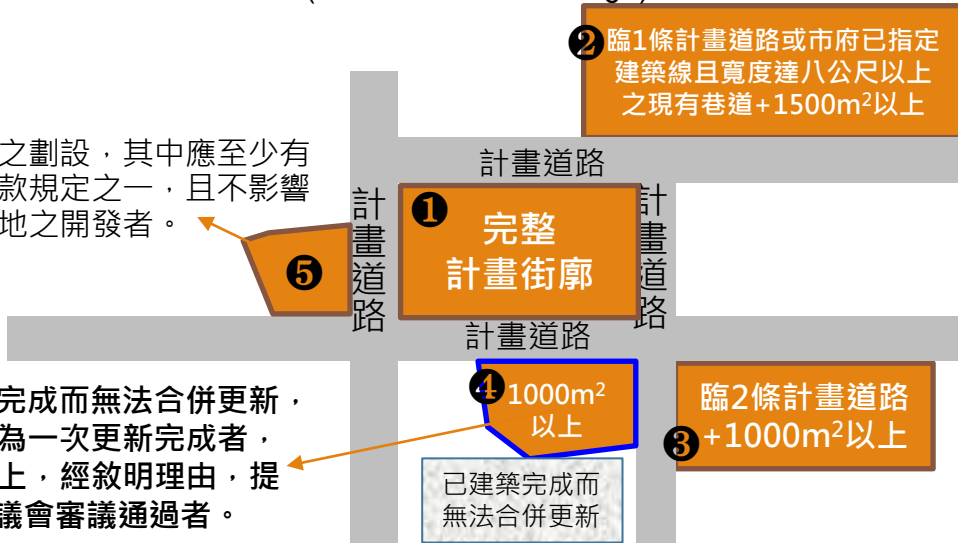 ❷臨1條計畫道路或市府已指定
建築線且寬度達八公尺以上
之現有巷道+1500m²以上
之劃設，其中應至少有
款規定之一，且不影響
地之開發者。
計畫道路
計畫道路
❶
完整
計畫街廓
計畫道路
❺
計畫道路
❹1000m²
以上
臨2條計畫道路
❸+1000m²以上
完成而無法合併更新，
為一次更新完成者，
上，經敘明理由，提
議會審議通過者。
已建築完成而
無法合併更新